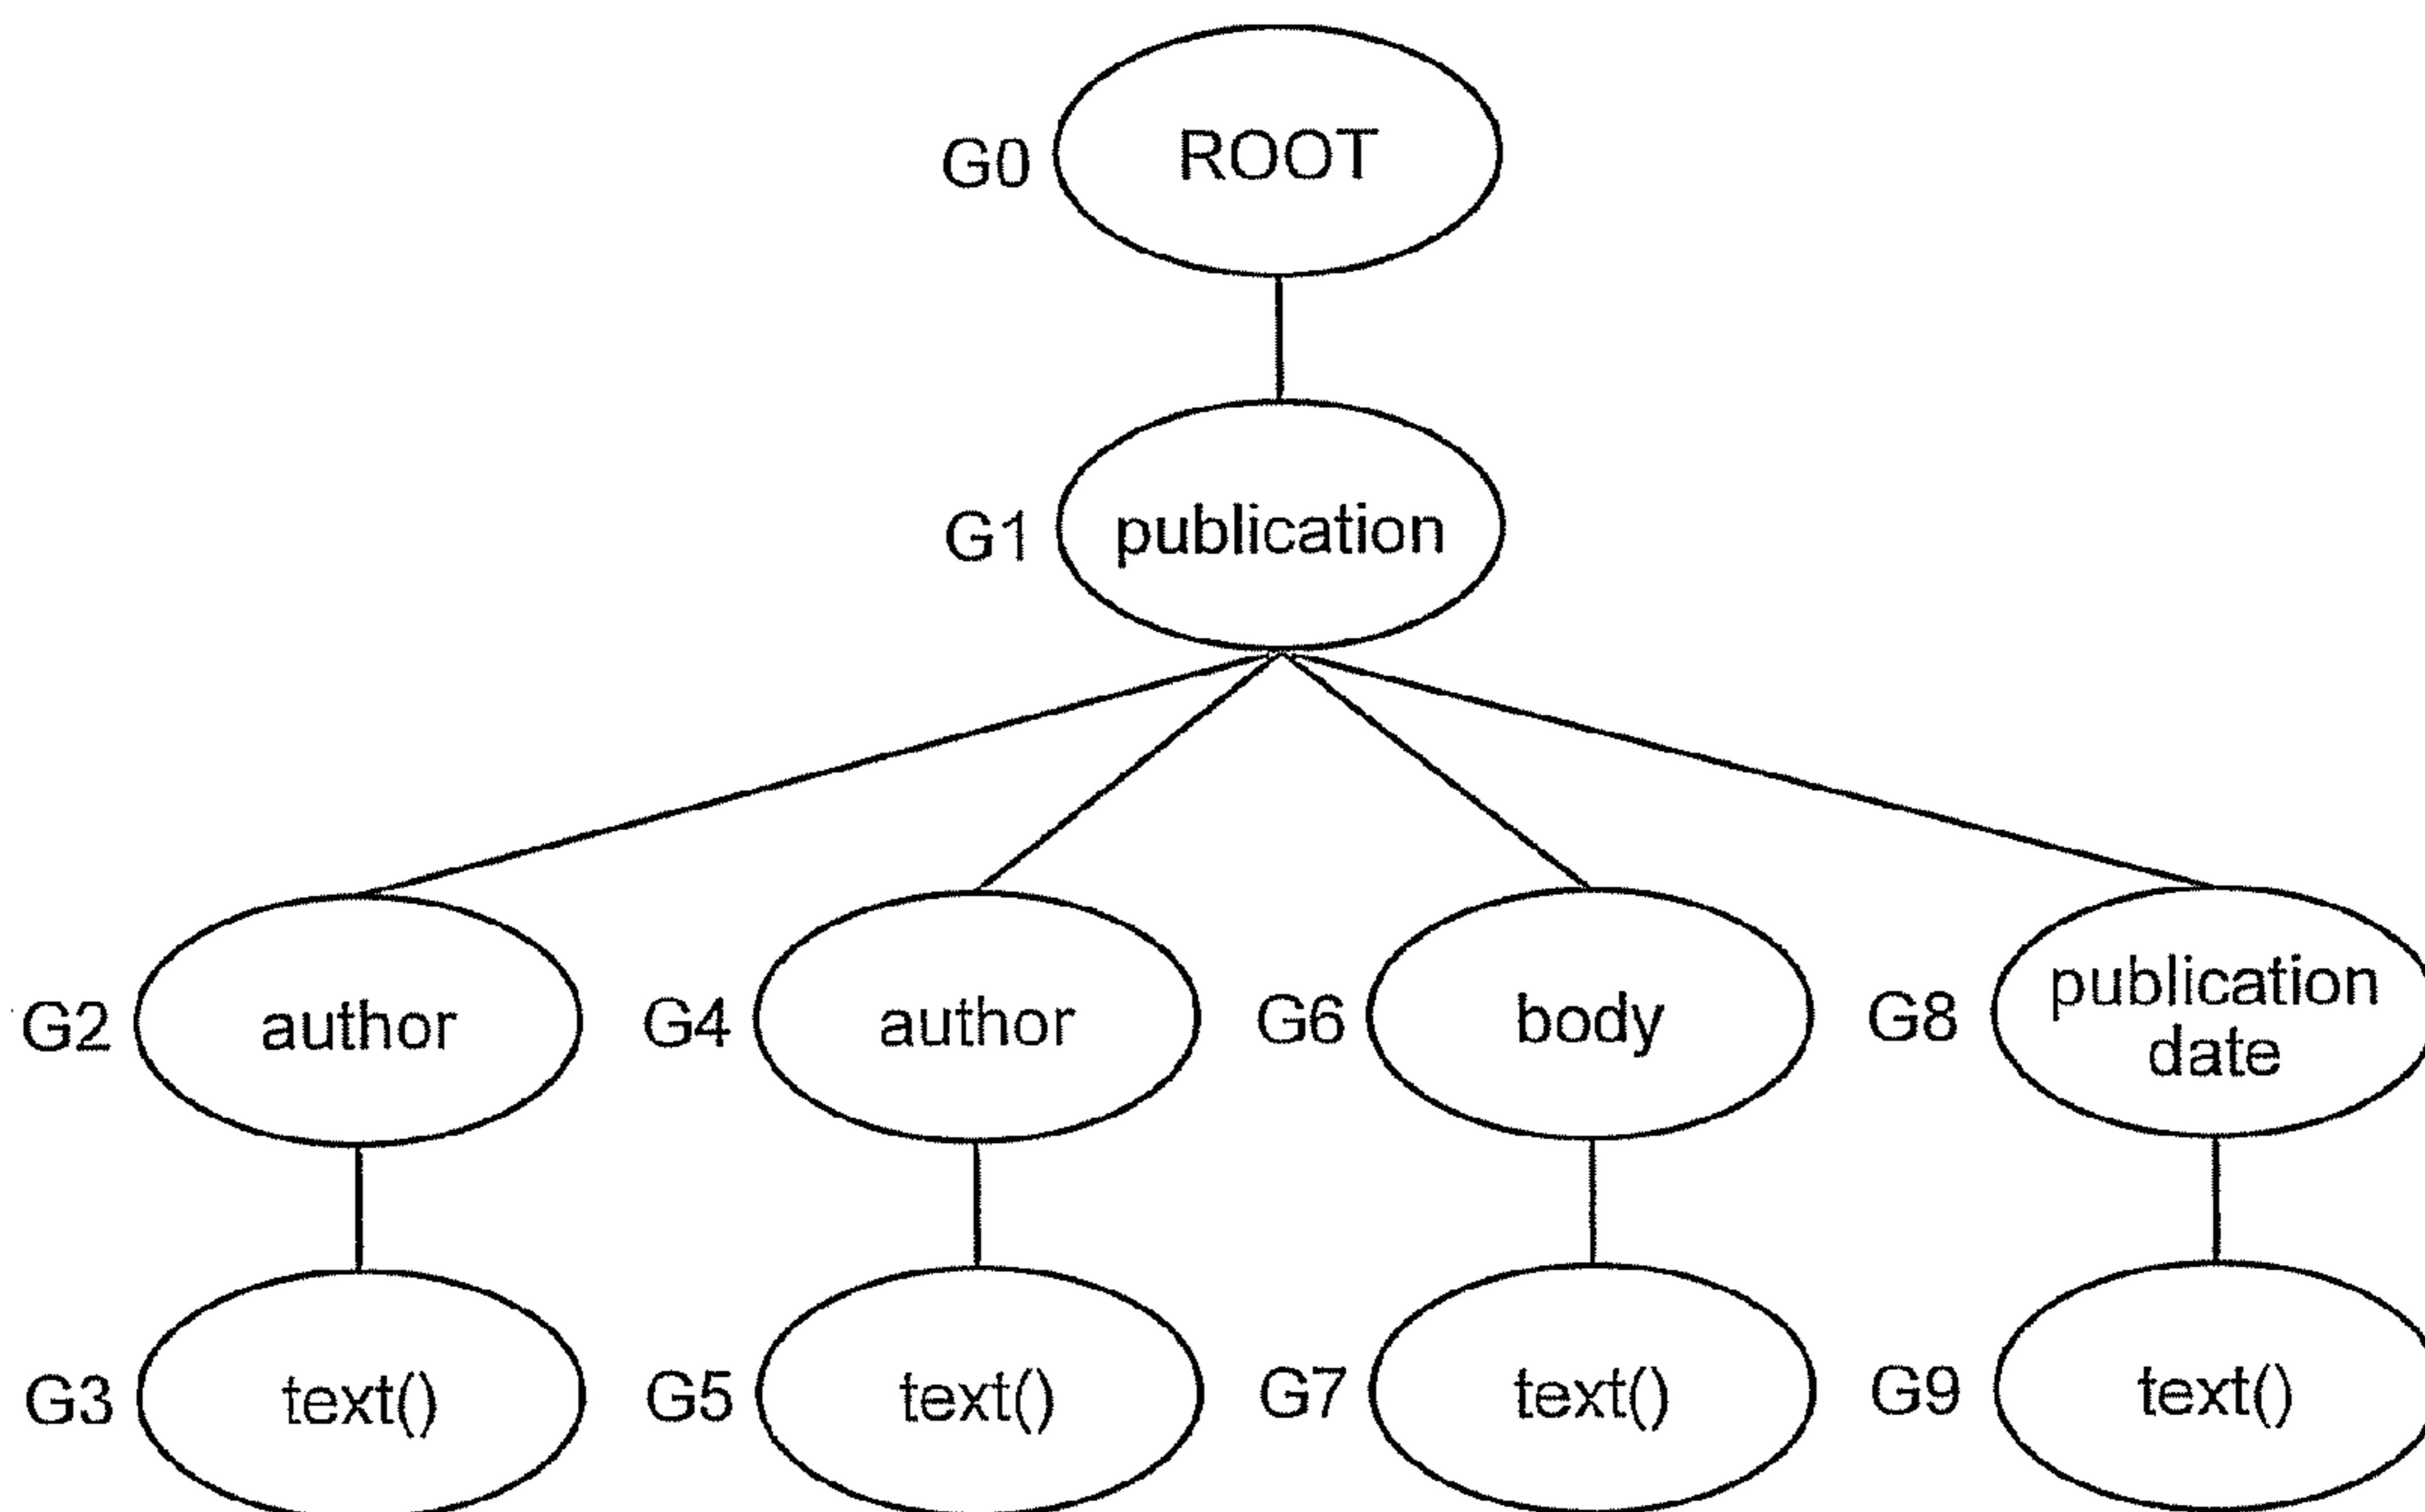 G0 ROOT
G1 publication
G2 author G4 author G6 body G8 publication
date
G3 text() G5 text() G7 text() G9 text()